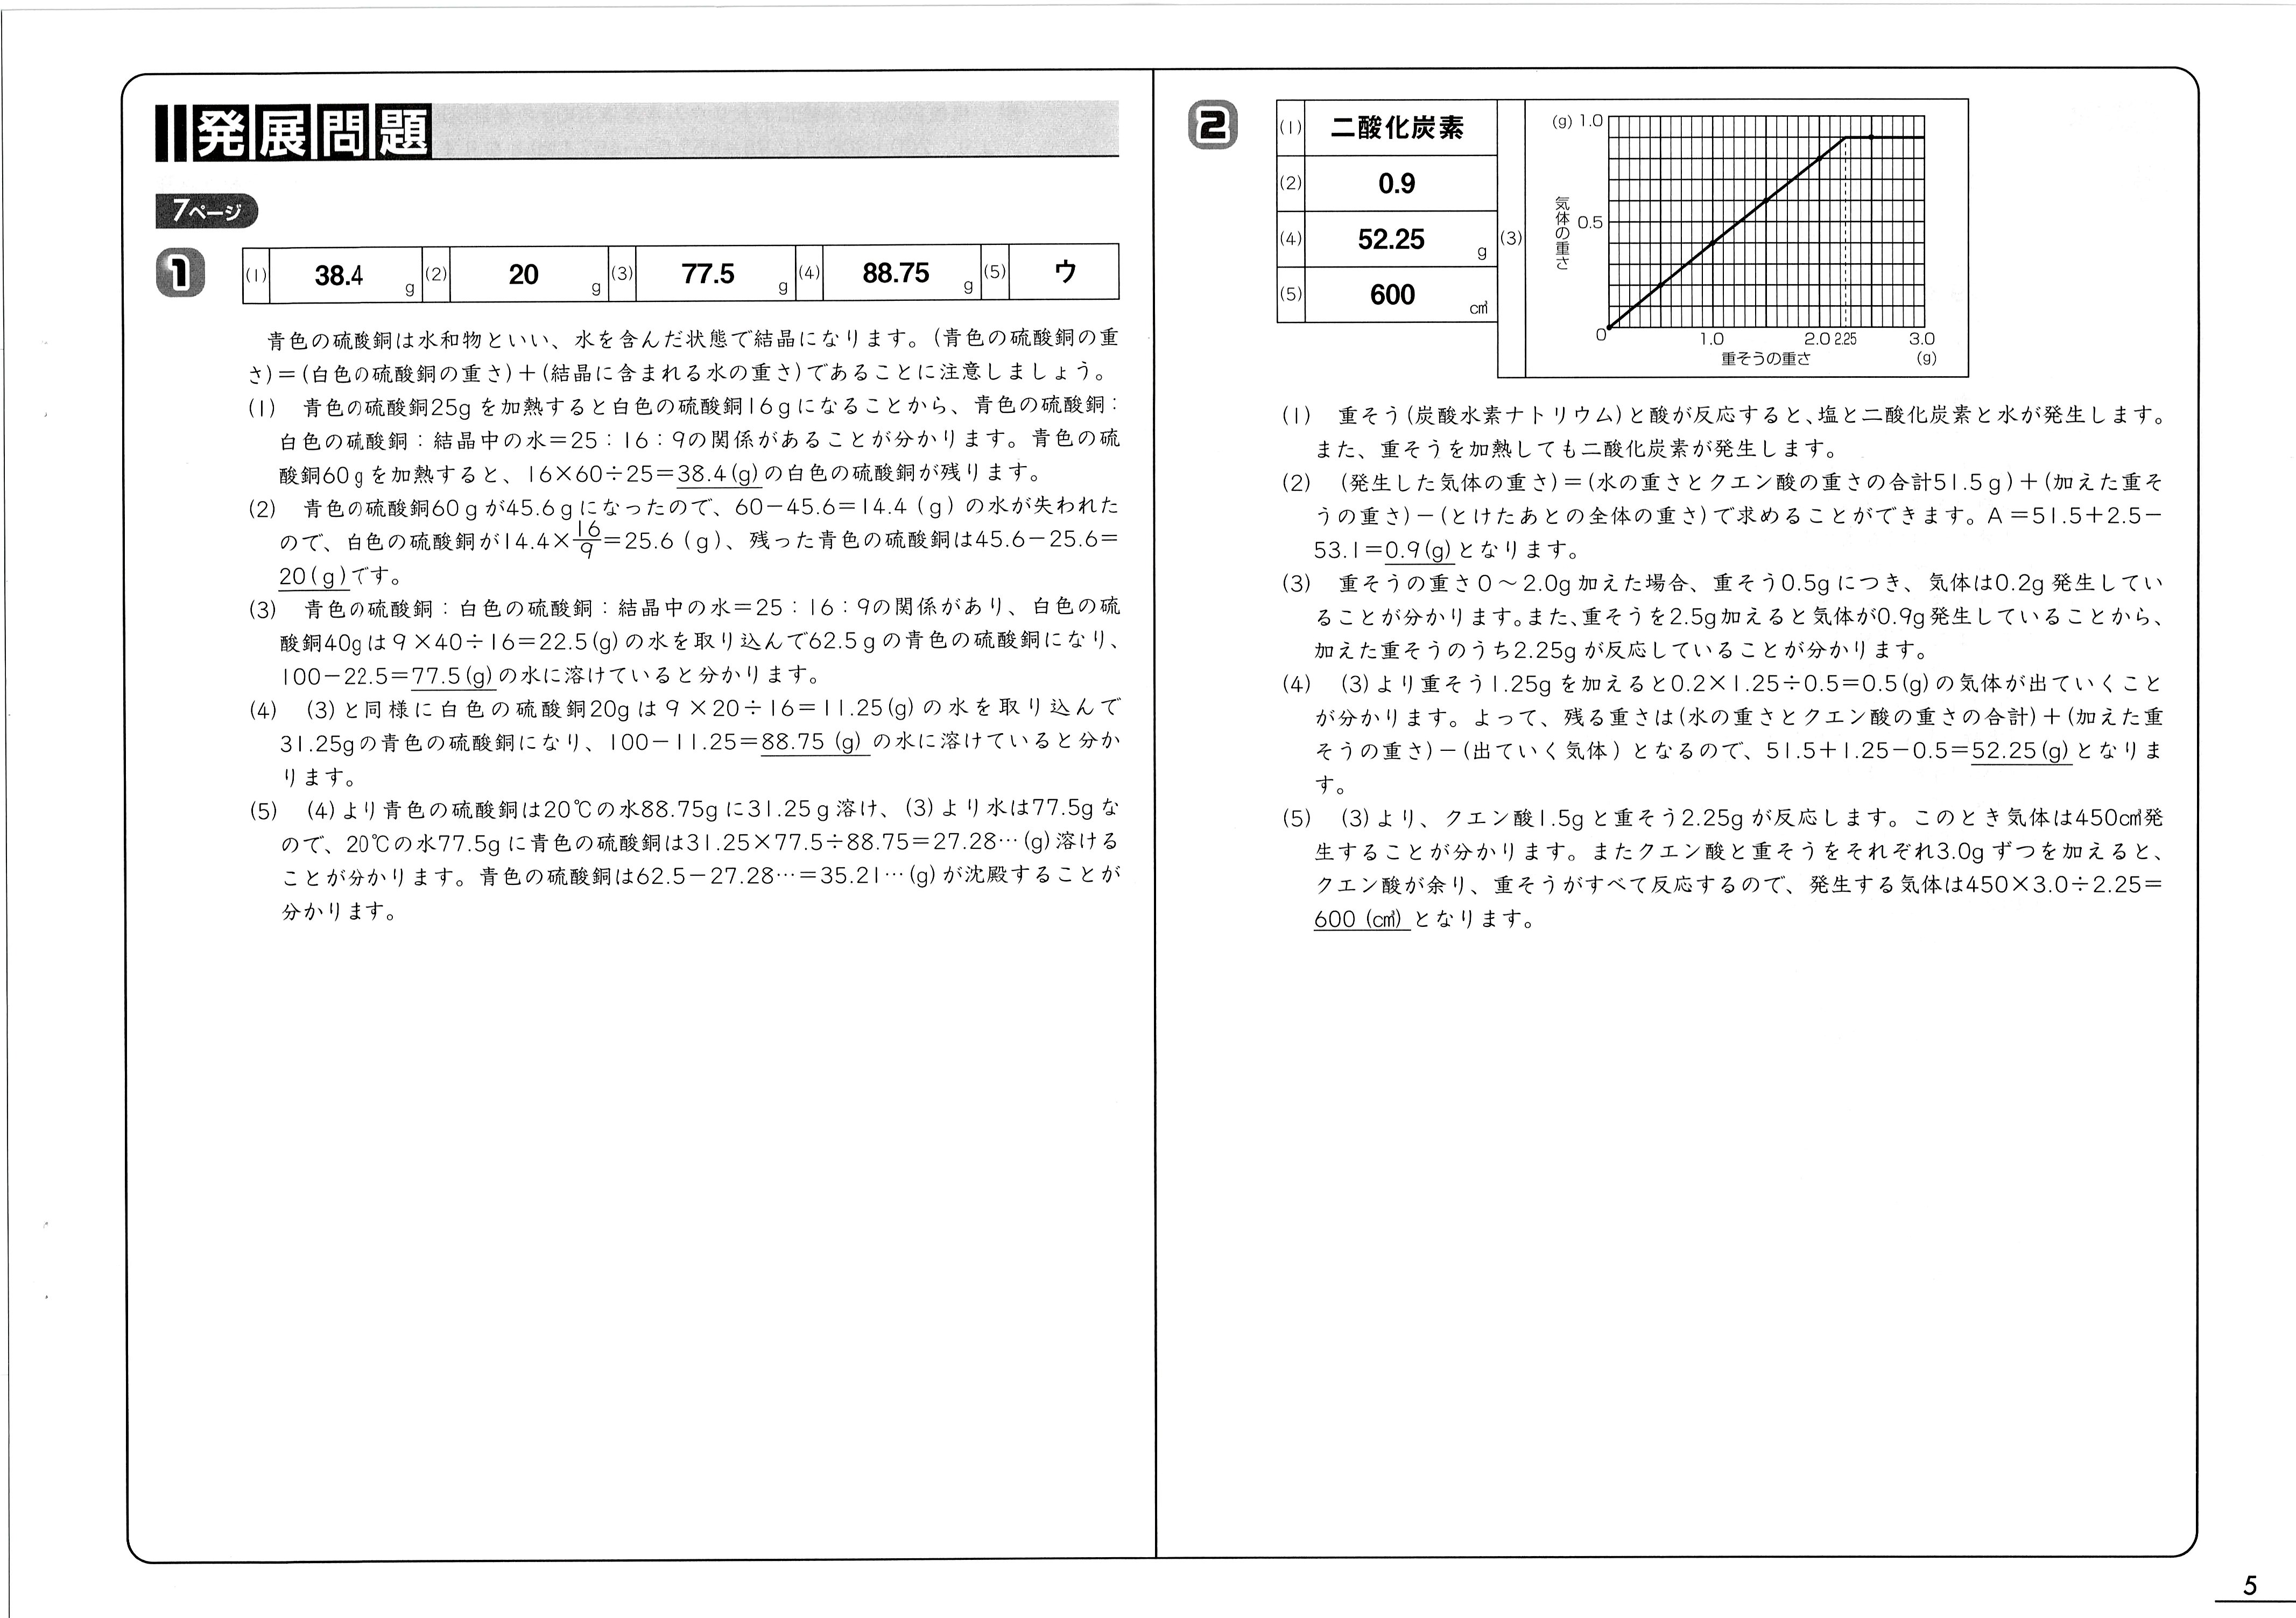 発展問題
7ページ
1
(1) 38.4 g (2) 20 g (3) 77.5 g (4) 88.75 g (5) ウ
青色の硫酸銅は水和物といい、水を含んだ状態で結晶になります。(青色の硫酸銅の重
さ)=(白色の硫酸銅の重さ)+(結晶に含まれる水の重さ)であることに注意しましょう。
(1) 青色の硫酸銅25gを加熱すると白色の硫酸銅16gになることから、青色の硫酸銅:
白色の硫酸銅:結晶中の水=25:16:9の関係があることが分かります。青色の硫
酸銅60gを加熱すると、16×60÷25=38.4(g)の白色の硫酸銅が残ります。
(2) 青色の硫酸銅60gが45.6gになったので、60-45.6=14.4(g)の水が失われた
ので、白色の硫酸銅が14.4×16/9=25.6(g)、残った青色の硫酸銅は45.6-25.6=
20(g)です。
(3) 青色の硫酸銅:白色の硫酸銅:結晶中の水=25:16:9の関係があり、白色の硫
酸銅40gは9×40÷16=22.5(g)の水を取り込んで62.5gの青色の硫酸銅になり、
100-22.5=77.5(g)の水に溶けていると分かります。
(4) (3)と同様に白色の硫酸銅20gは9×20÷16=11.25(g)の水を取り込んで
31.25gの青色の硫酸銅になり、100-11.25=88.75(g)の水に溶けていると分か
ります。
(5) (4)より青色の硫酸銅は20℃の水88.75gに31.25g溶け、(3)より水は77.5gな
ので、20℃の水77.5gに青色の硫酸銅は31.25×77.5÷88.75=27.28…(g)溶ける
ことが分かります。青色の硫酸銅は62.5-27.28…=35.21…(g)が沈殿することが
分かります。
2
(1) 二酸化炭素
(2) 0.9
(4) 52.25 g
(5) 600 cm³
(3)
(g) 1.0
気体の重さ
0.5
0 1.0 2.0 2.25 3.0
重そうの重さ (g)
(1) 重そう(炭酸水素ナトリウム)と酸が反応すると、塩と二酸化炭素と水が発生します。
また、重そうを加熱しても二酸化炭素が発生します。
(2) (発生した気体の重さ)=(水の重さとクエン酸の重さの合計51.5g)+(加えた重そ
うの重さ)-(とけたあとの全体の重さ)で求めることができます。A=51.5+2.5-
53.1=0.9(g)となります。
(3) 重そうの重さ0～2.0g加えた場合、重そう0.5gにつき、気体は0.2g発生してい
ることが分かります。また、重そうを2.5g加えると気体が0.9g発生していることから、
加えた重そうのうち2.25gが反応していることが分かります。
(4) (3)より重そう1.25gを加えると0.2×1.25÷0.5=0.5(g)の気体が出ていくこと
が分かります。よって、残る重さは(水の重さとクエン酸の重さの合計)+(加えた重
そうの重さ)-(出ていく気体)となるので、51.5+1.25-0.5=52.25(g)となりま
す。
(5) (3)より、クエン酸1.5gと重そう2.25gが反応します。このとき気体は450cm³発
生することが分かります。またクエン酸と重そうをそれぞれ3.0gずつを加えると、
クエン酸が余り、重そうがすべて反応するので、発生する気体は450×3.0÷2.25=
600(cm³)となります。
5